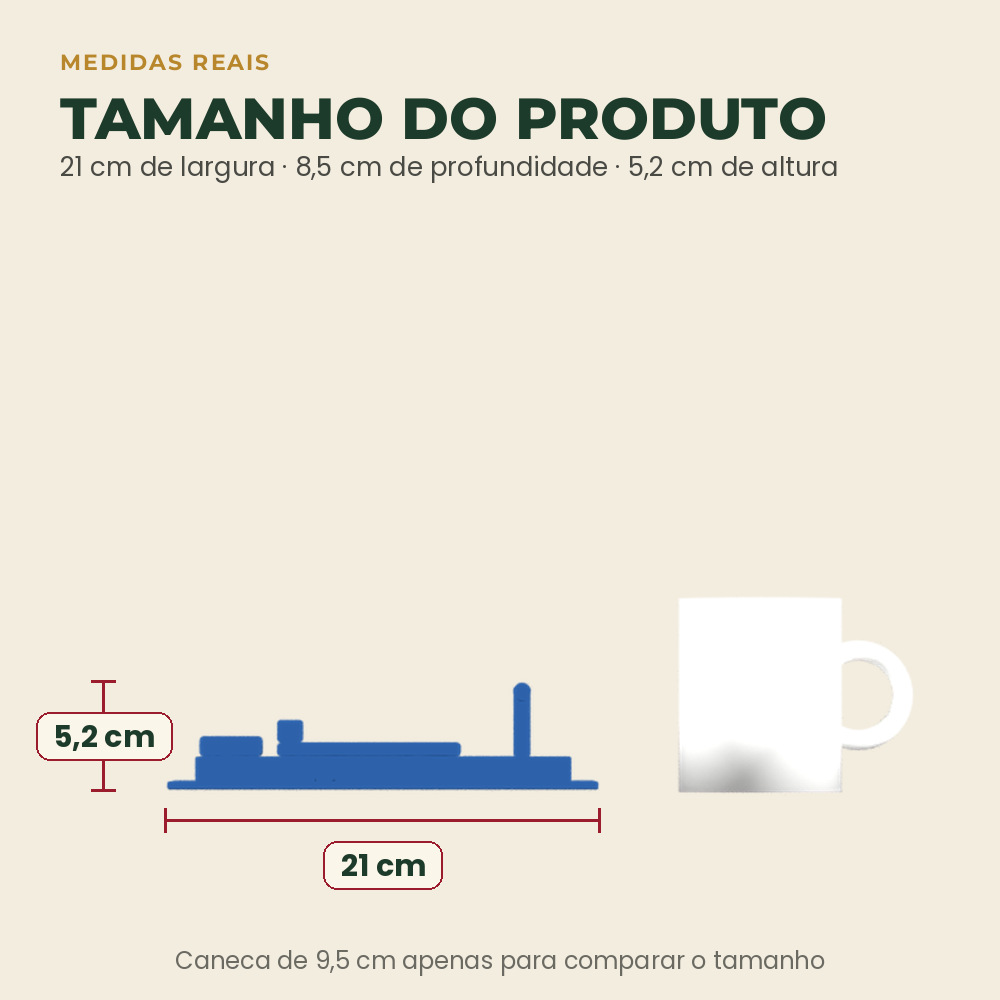 MEDIDAS REAIS
TAMANHO DO PRODUTO
21 cm de largura · 8,5 cm de profundidade · 5,2 cm de altura
5,2 cm
21 cm
Caneca de 9,5 cm apenas para comparar o tamanho